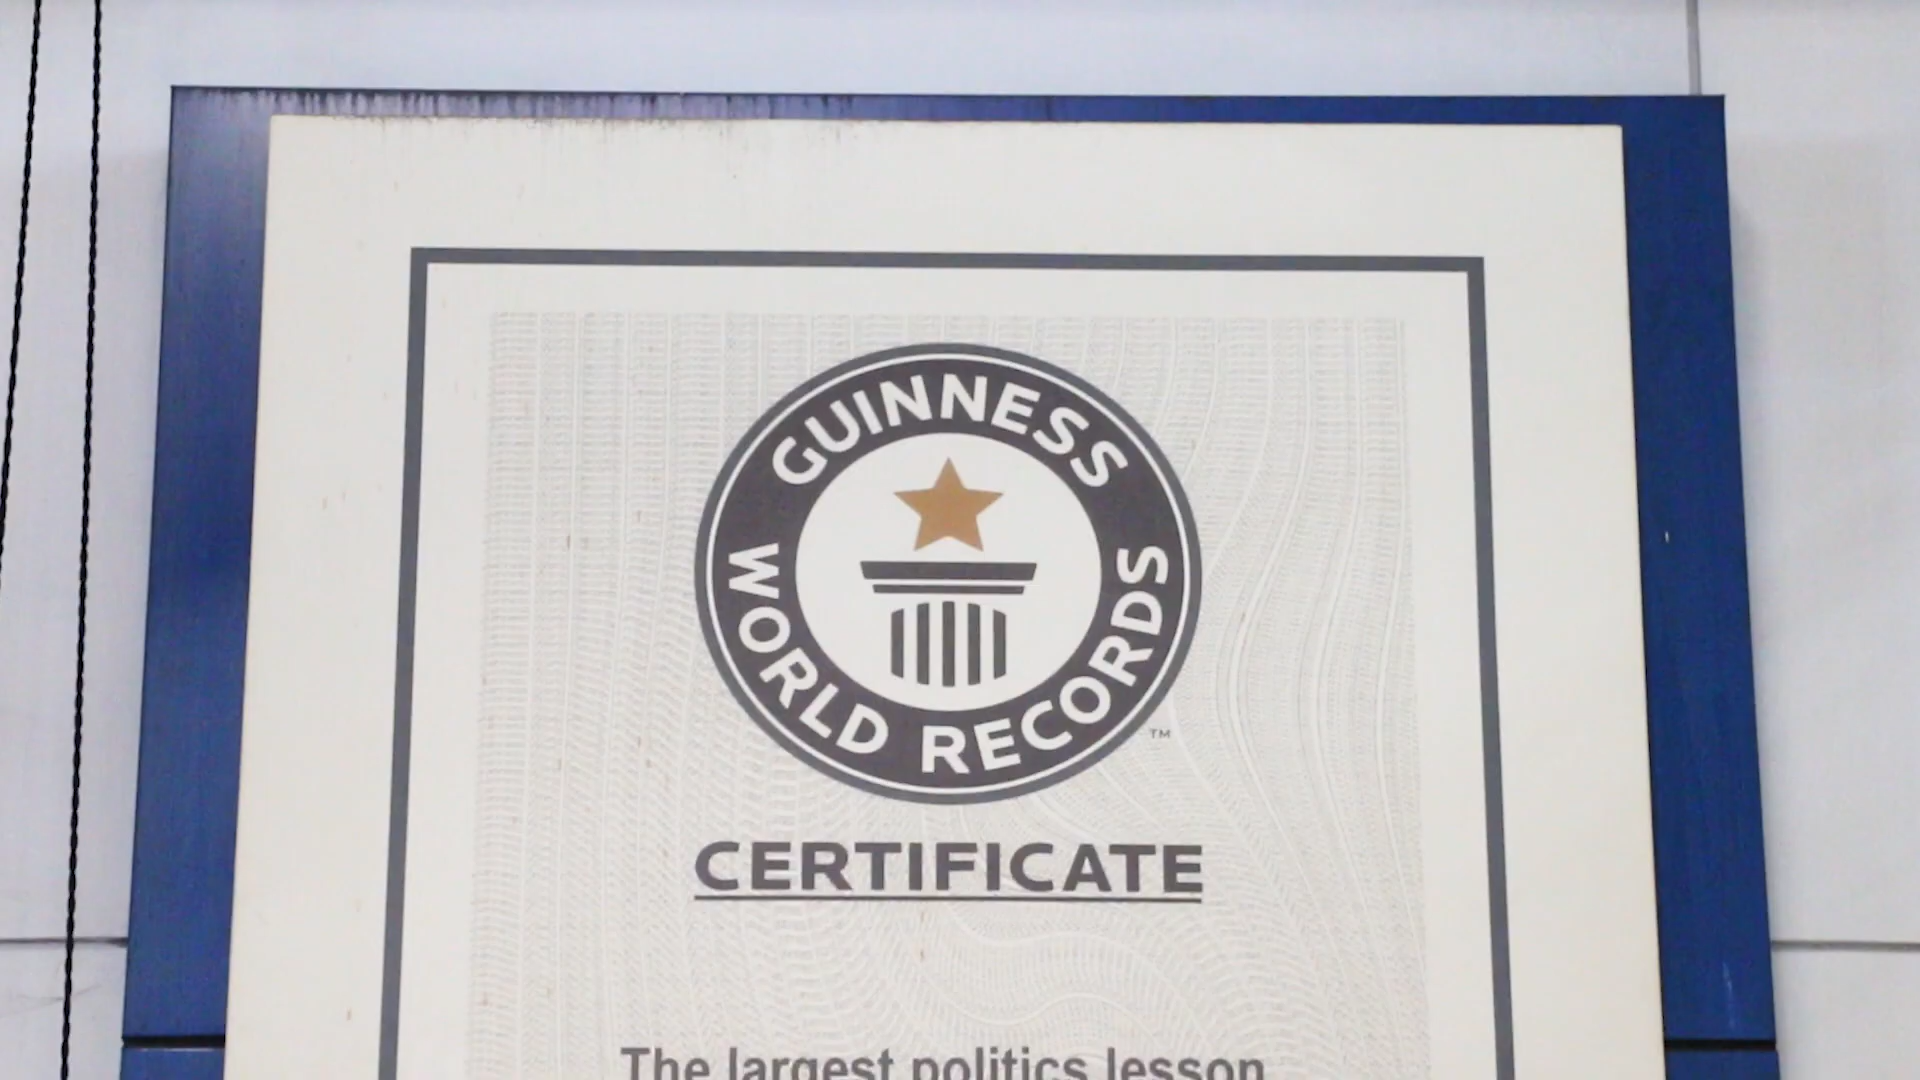 GUINNESS
WORLD RECORDS
TM
CERTIFICATE
The largest politics lesson